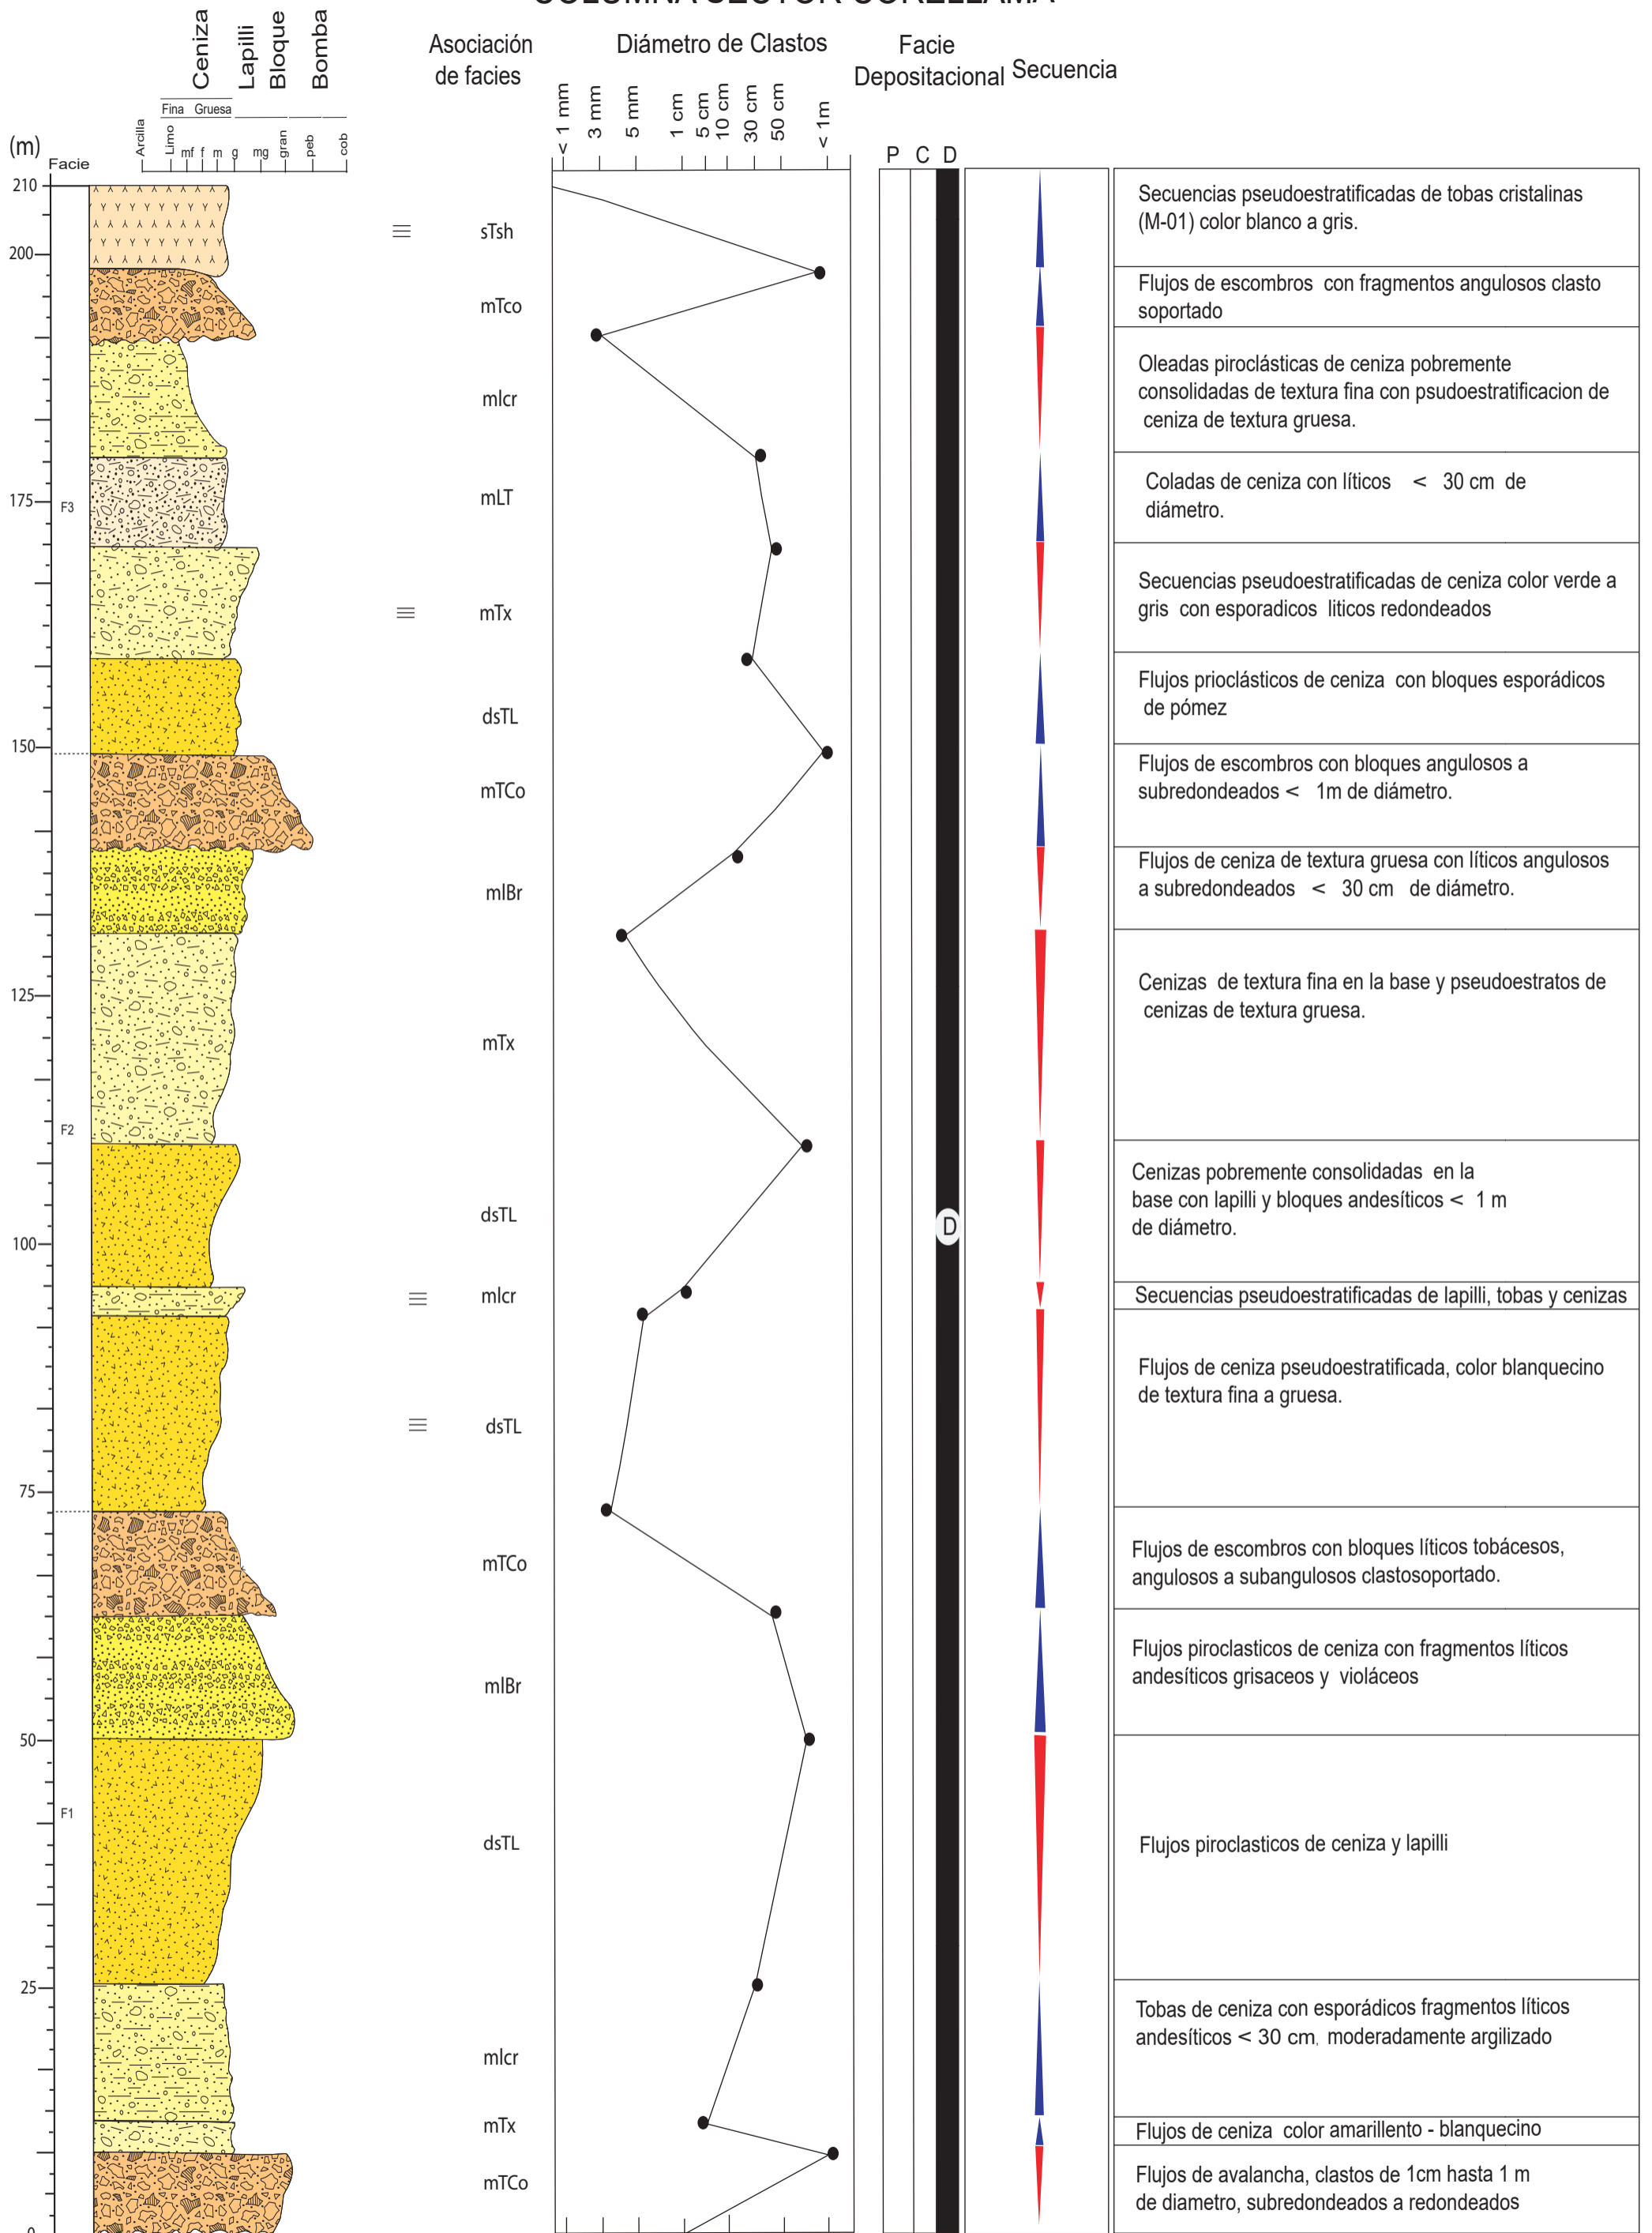 Ceniza
Lapilli
Bloque
Bomba
Asociación
de facies
Diámetro de Clastos
Facie
Depositacional
Secuencia
Fina Gruesa
(m)
Facie
Arcilla
Limo
mf f m g mg gran peb cob
< 1 mm
3 mm
5 mm
1 cm
5 cm
10 cm
30 cm
50 cm
< 1m
P C D
210
sTsh
Secuencias pseudoestratificadas de tobas cristalinas
(M-01) color blanco a gris.
200
mTco
Flujos de escombros con fragmentos angulosos clasto
soportado
mlcr
Oleadas piroclásticas de ceniza pobremente
consolidadas de textura fina con psudoestratificacion de
ceniza de textura gruesa.
175
F3
mLT
Coladas de ceniza con líticos < 30 cm de
diámetro.
mTx
Secuencias pseudoestratificadas de ceniza color verde a
gris con esporadicos liticos redondeados
dsTL
Flujos prioclásticos de ceniza con bloques esporádicos
de pómez
150
mTCo
Flujos de escombros con bloques angulosos a
subredondeados < 1m de diámetro.
mlBr
Flujos de ceniza de textura gruesa con líticos angulosos
a subredondeados < 30 cm de diámetro.
125
mTx
Cenizas de textura fina en la base y pseudoestratos de
cenizas de textura gruesa.
F2
dsTL
Cenizas pobremente consolidadas en la
base con lapilli y bloques andesíticos < 1 m
de diámetro.
D
100
mlcr
Secuencias pseudoestratificadas de lapilli, tobas y cenizas
dsTL
Flujos de ceniza pseudoestratificada, color blanquecino
de textura fina a gruesa.
75
mTCo
Flujos de escombros con bloques líticos tobácesos,
angulosos a subangulosos clastosoportado.
mlBr
Flujos piroclasticos de ceniza con fragmentos líticos
andesíticos grisaceos y violáceos
50
F1
dsTL
Flujos piroclasticos de ceniza y lapilli
25
mlcr
Tobas de ceniza con esporádicos fragmentos líticos
andesíticos < 30 cm, moderadamente argilizado
mTx
Flujos de ceniza color amarillento - blanquecino
mTCo
Flujos de avalancha, clastos de 1cm hasta 1 m
de diametro, subredondeados a redondeados